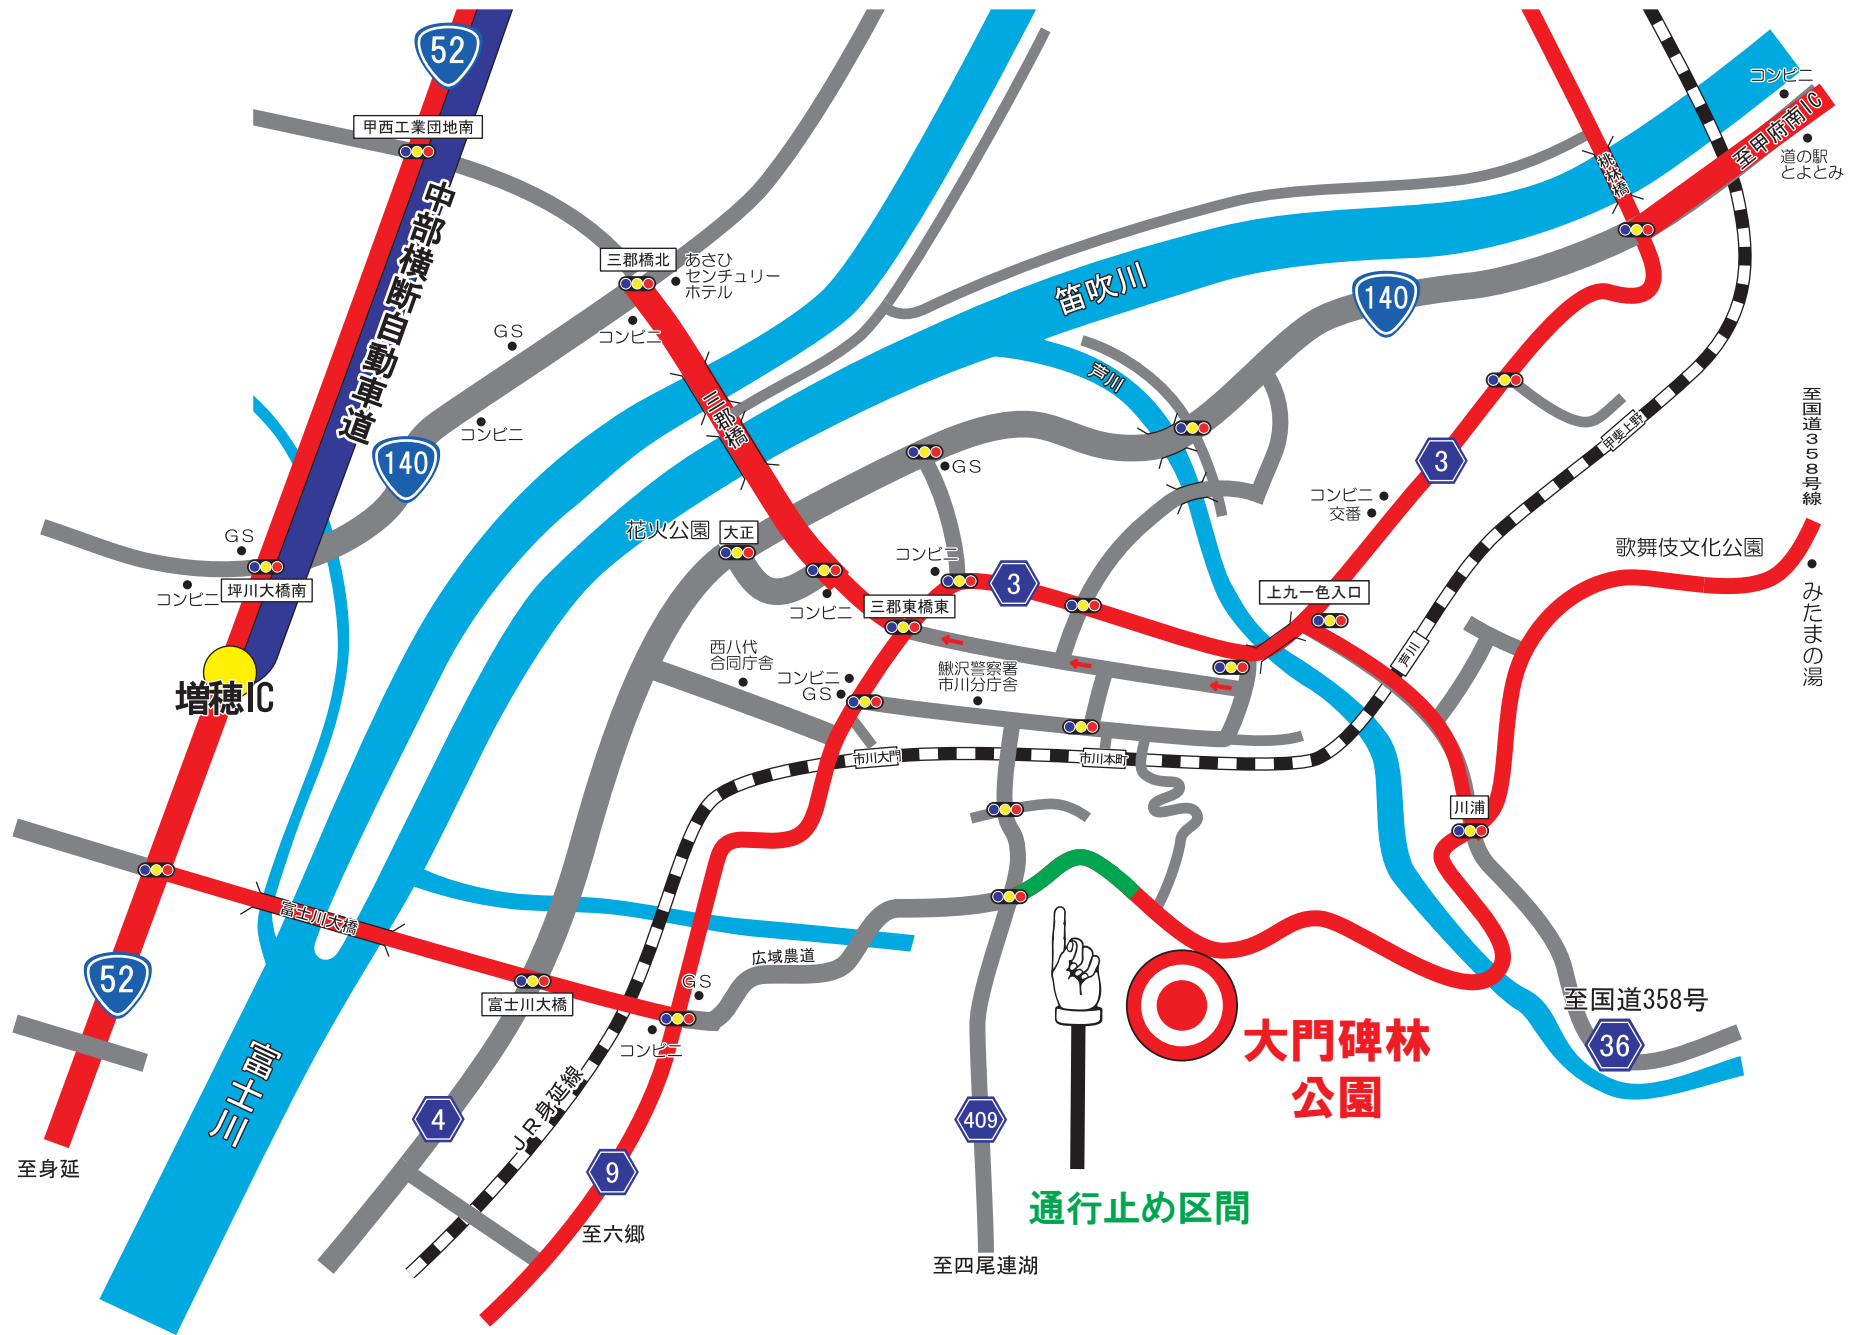 52
コンビニ
至甲府南IC
道の駅
とよとみ
甲西工業団地南
桃林橋
中部横断自動車道
三郡橋北
あさひ
センチュリー
ホテル
笛吹川
140
GS
コンビニ
芦川
三郡橋
至国道358号線
コンビニ
140
甲斐上野
GS
3
コンビニ
交番
花火公園
大正
GS
コンビニ
歌舞伎文化公園
坪川大橋南
コンビニ
3
上九一色入口
コンビニ
三郡東橋東
みたまの湯
西八代
合同庁舎
鰍沢警察署
市川分庁舎
芦川
コンビニ
GS
増穂IC
市川大門
市川本町
川浦
富士川大橋
広域農道
52
GS
富士川大橋
至国道358号
36
コンビニ
大門碑林
公園
富士川
JR身延線
4
409
至身延
9
通行止め区間
至六郷
至四尾連湖